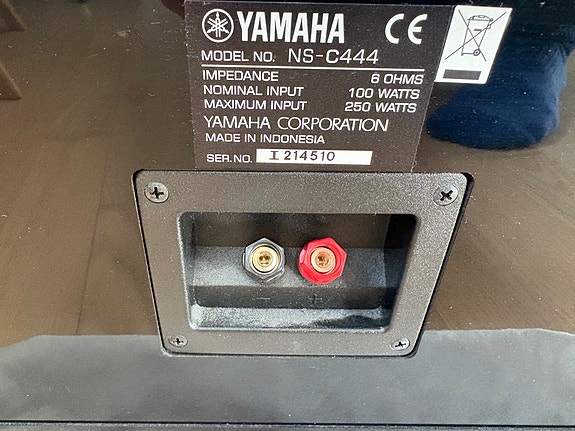 YAMAHA CE
MODEL NO. NS-C444
IMPEDANCE 6 OHMS
NOMINAL INPUT 100 WATTS
MAXIMUM INPUT 250 WATTS
YAMAHA CORPORATION
MADE IN INDONESIA
SER.NO. I 214510
− +